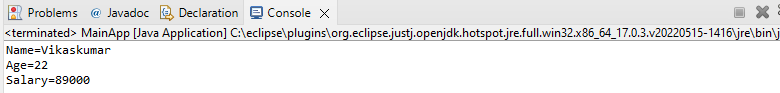 Problems @ Javadoc Declaration Console
<terminated> MainApp [Java Application] C:\eclipse\plugins\org.eclipse.justj.openjdk.hotspot.jre.full.win32.x86_64_17.0.3.v20220515-1416\jre\bin\j
Name=Vikaskumar
Age=22
Salary=89000